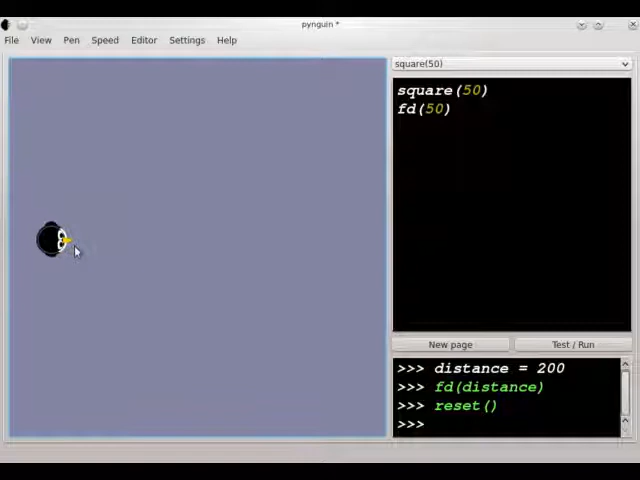 pynguin *
File View Pen Speed Editor Settings Help
square(50)
square(50)
fd(50)
New page Test / Run
>>> distance = 200
>>> fd(distance)
>>> reset()
>>>